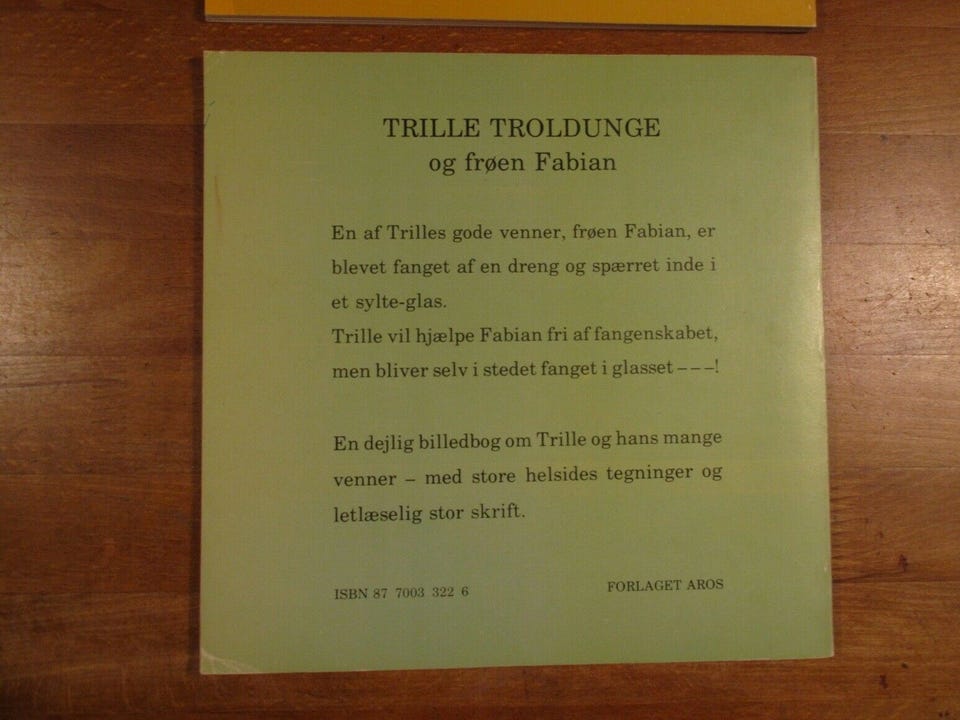 TRILLE TROLDUNGE
og frøen Fabian
En af Trilles gode venner, frøen Fabian, er
blevet fanget af en dreng og spærret inde i
et sylte-glas.
Trille vil hjælpe Fabian fri af fangenskabet,
men bliver selv i stedet fanget i glasset – – –!
En dejlig billedbog om Trille og hans mange
venner – med store helsides tegninger og
letlæselig stor skrift.
ISBN 87 7003 322 6
FORLAGET AROS